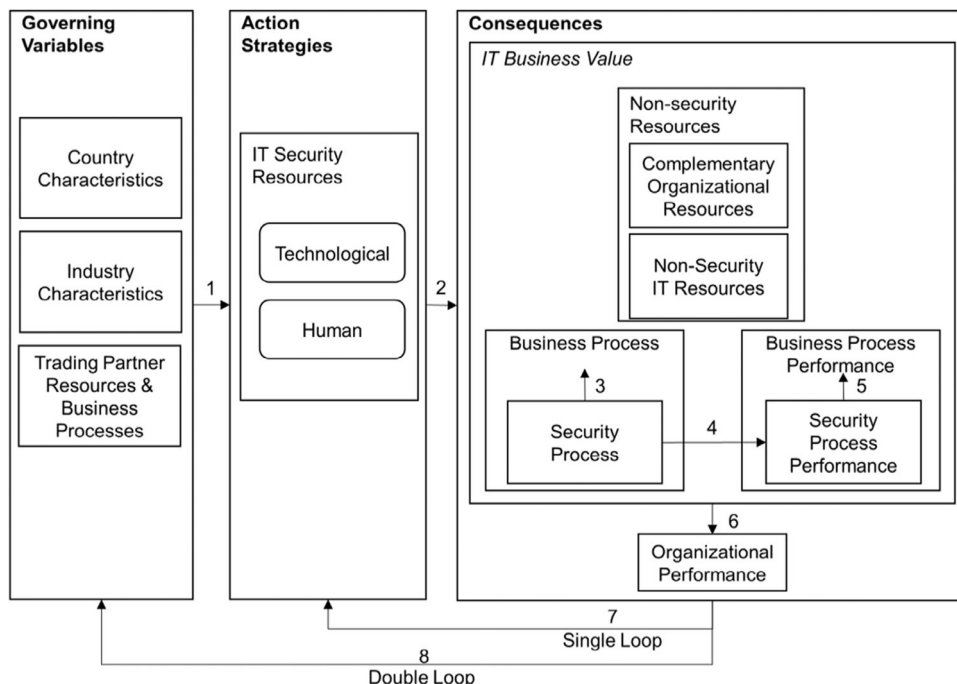 Governing
Variables
Country
Characteristics
Industry
Characteristics
Trading Partner
Resources &
Business
Processes
1
Action
Strategies
IT Security
Resources
Technological
Human
2
Consequences
IT Business Value
Non-security
Resources
Complementary
Organizational
Resources
Non-Security
IT Resources
Business Process
3
Security
Process
4
Business Process
Performance
5
Security
Process
Performance
6
Organizational
Performance
7
Single Loop
8
Double Loop